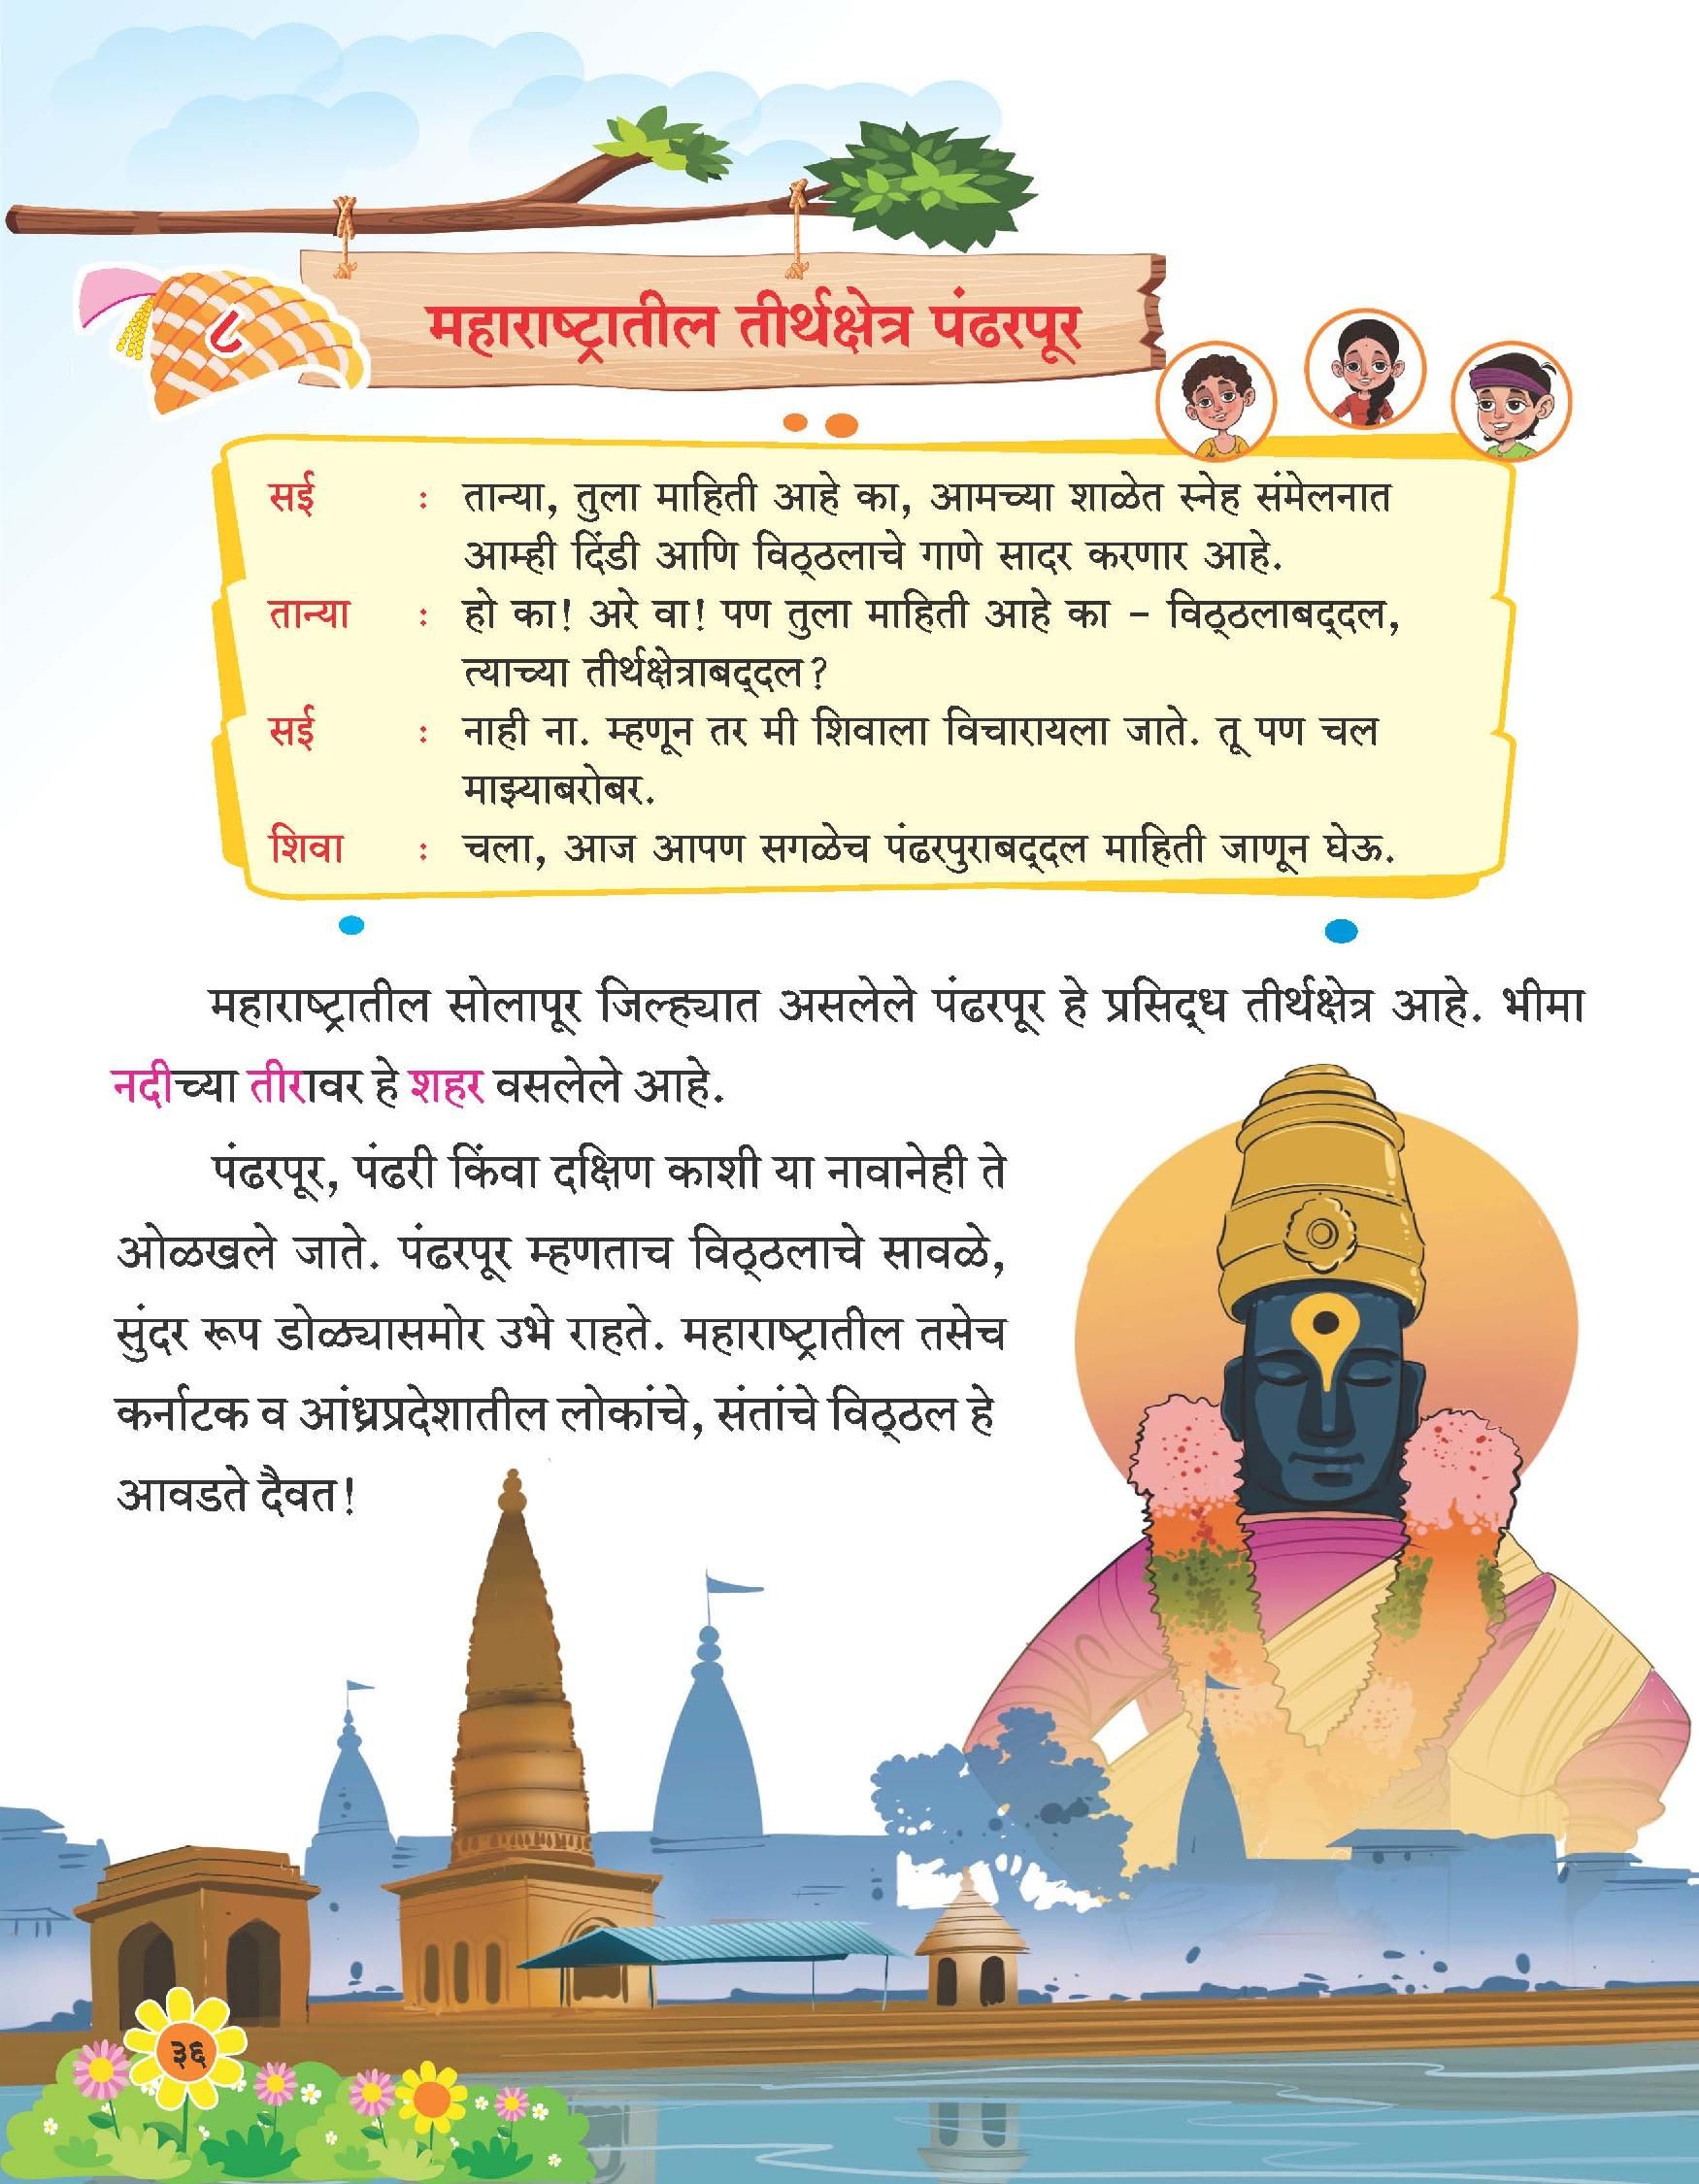 ८
महाराष्ट्रातील तीर्थक्षेत्र पंढरपूर
सई : तान्या, तुला माहिती आहे का, आमच्या शाळेत स्नेह संमेलनात
आम्ही दिंडी आणि विठ्ठलाचे गाणे सादर करणार आहे.
तान्या : हो का! अरे वा! पण तुला माहिती आहे का – विठ्ठलाबद्दल,
त्याच्या तीर्थक्षेत्राबद्दल?
सई : नाही ना. म्हणून तर मी शिवाला विचारायला जाते. तू पण चल
माझ्याबरोबर.
शिवा : चला, आज आपण सगळेच पंढरपुराबद्दल माहिती जाणून घेऊ.
महाराष्ट्रातील सोलापूर जिल्ह्यात असलेले पंढरपूर हे प्रसिद्ध तीर्थक्षेत्र आहे. भीमा
नदीच्या तीरावर हे शहर वसलेले आहे.
पंढरपूर, पंढरी किंवा दक्षिण काशी या नावानेही ते
ओळखले जाते. पंढरपूर म्हणताच विठ्ठलाचे सावळे,
सुंदर रूप डोळ्यासमोर उभे राहते. महाराष्ट्रातील तसेच
कर्नाटक व आंध्रप्रदेशातील लोकांचे, संतांचे विठ्ठल हे
आवडते दैवत!
३६